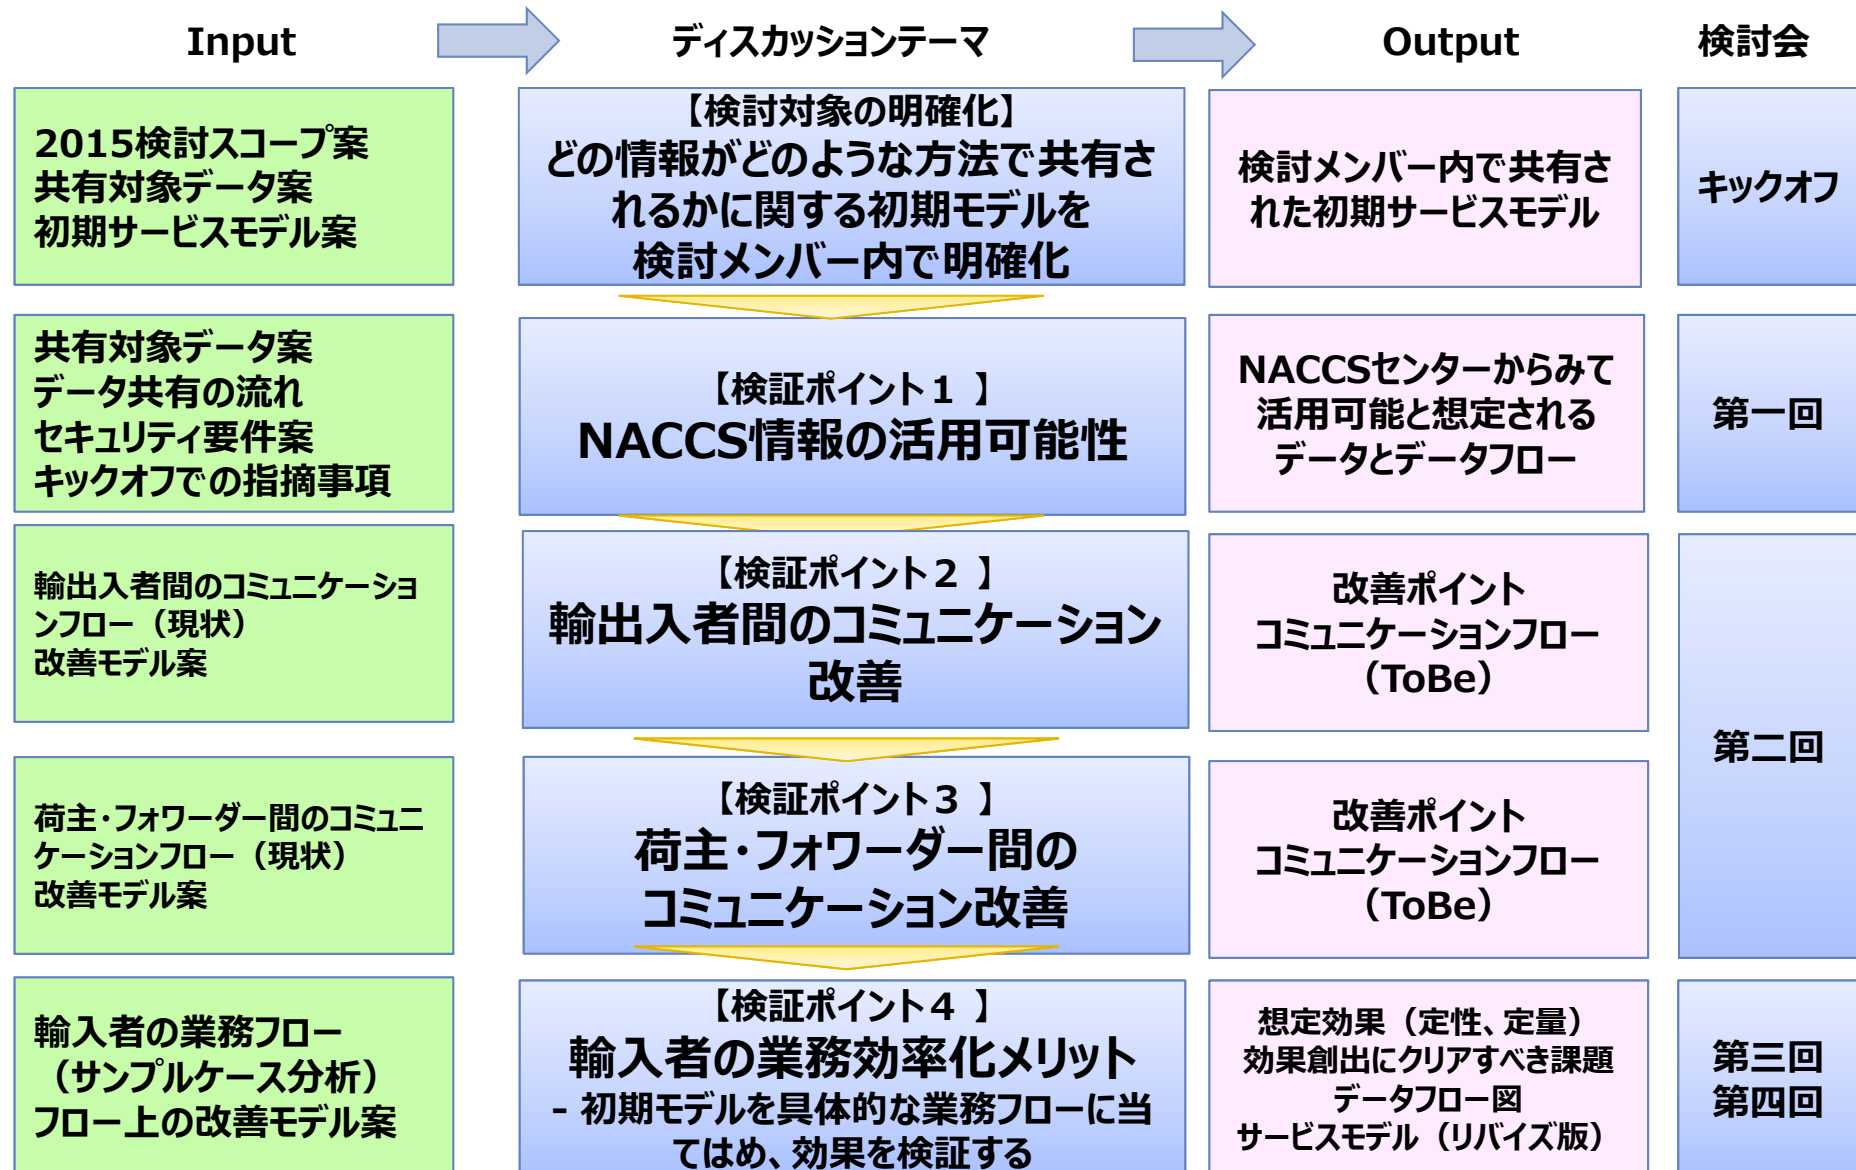 Input
ディスカッションテーマ
Output
検討会
2015検討スコープ案
共有対象データ案
初期サービスモデル案
【検討対象の明確化】
どの情報がどのような方法で共有さ
れるかに関する初期モデルを
検討メンバー内で明確化
検討メンバー内で共有さ
れた初期サービスモデル
キックオフ
共有対象データ案
データ共有の流れ
セキュリティ要件案
キックオフでの指摘事項
【検証ポイント１】
NACCS情報の活用可能性
NACCSセンターからみて
活用可能と想定される
データとデータフロー
第一回
輸出入者間のコミュニケーショ
ンフロー（現状）
改善モデル案
【検証ポイント２】
輸出入者間のコミュニケーション
改善
改善ポイント
コミュニケーションフロー
（ToBe）
第二回
荷主・フォワーダー間のコミュニ
ケーションフロー（現状）
改善モデル案
【検証ポイント３】
荷主・フォワーダー間の
コミュニケーション改善
改善ポイント
コミュニケーションフロー
（ToBe）
輸入者の業務フロー
（サンプルケース分析）
フロー上の改善モデル案
【検証ポイント４】
輸入者の業務効率化メリット
- 初期モデルを具体的な業務フローに当
てはめ、効果を検証する
想定効果（定性、定量）
効果創出にクリアすべき課題
データフロー図
サービスモデル（リバイズ版）
第三回
第四回